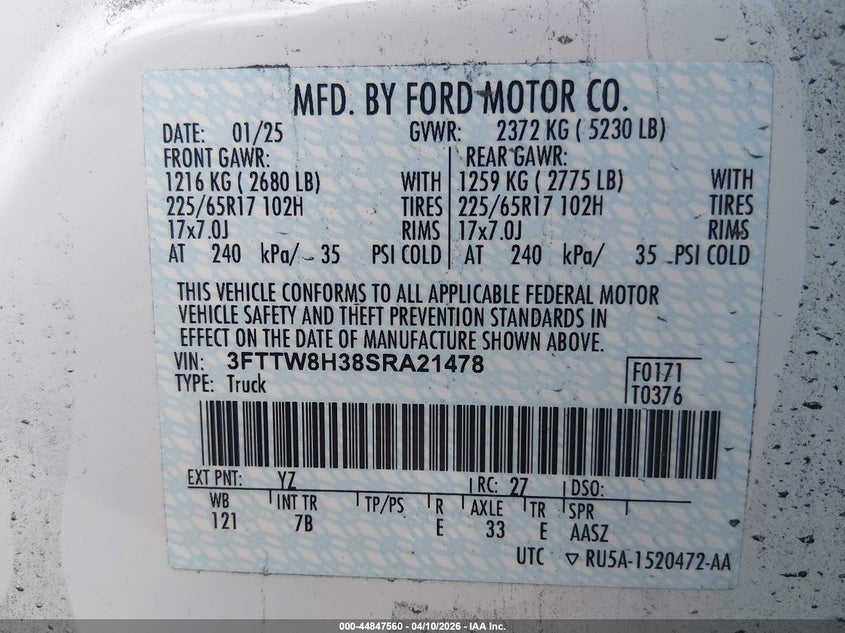 MFD. BY FORD MOTOR CO.
DATE: 01/25 GVWR: 2372 KG ( 5230 LB)
FRONT GAWR: REAR GAWR:
1216 KG ( 2680 LB) WITH 1259 KG ( 2775 LB) WITH
225/65R17 102H TIRES 225/65R17 102H TIRES
17x7.0J RIMS 17x7.0J RIMS
AT 240 kPa/ 35 PSI COLD AT 240 kPa/ 35 PSI COLD
THIS VEHICLE CONFORMS TO ALL APPLICABLE FEDERAL MOTOR
VEHICLE SAFETY AND THEFT PREVENTION STANDARDS IN
EFFECT ON THE DATE OF MANUFACTURE SHOWN ABOVE.
VIN: 3FTTW8H38SRA21478 F0171
TYPE: Truck T0376
EXT PNT: YZ RC: 27 DSO:
WB INT TR TP/PS R AXLE TR SPR
121 7B E 33 E AASZ
UTC ▽ RU5A-1520472-AA
000-44847560 - 04/10/2026 - IAA Inc.